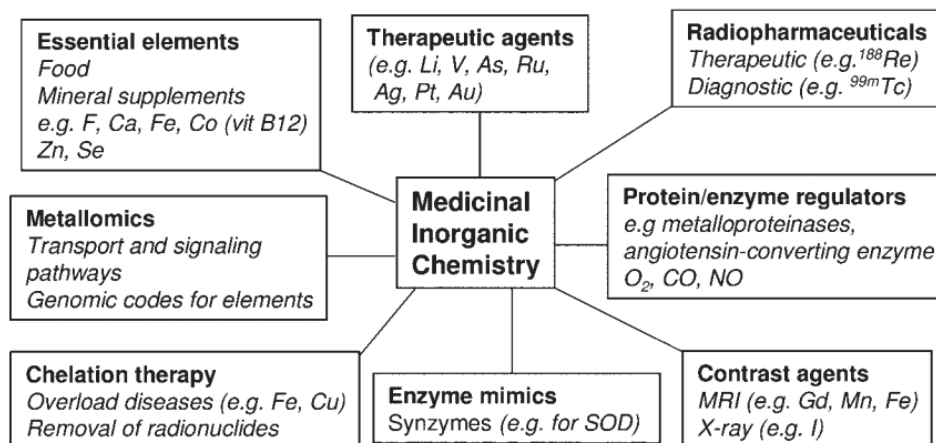 Essential elements
Food
Mineral supplements
e.g. F, Ca, Fe, Co (vit B12)
Zn, Se
Therapeutic agents
(e.g. Li, V, As, Ru,
Ag, Pt, Au)
Radiopharmaceuticals
Therapeutic (e.g.¹⁸⁸Re)
Diagnostic (e.g. ⁹⁹ᵐTc)
Metallomics
Transport and signaling
pathways
Genomic codes for elements
Medicinal
Inorganic
Chemistry
Protein/enzyme regulators
e.g metalloproteinases,
angiotensin-converting enzyme
O₂, CO, NO
Chelation therapy
Overload diseases (e.g. Fe, Cu)
Removal of radionuclides
Enzyme mimics
Synzymes (e.g. for SOD)
Contrast agents
MRI (e.g. Gd, Mn, Fe)
X-ray (e.g. I)